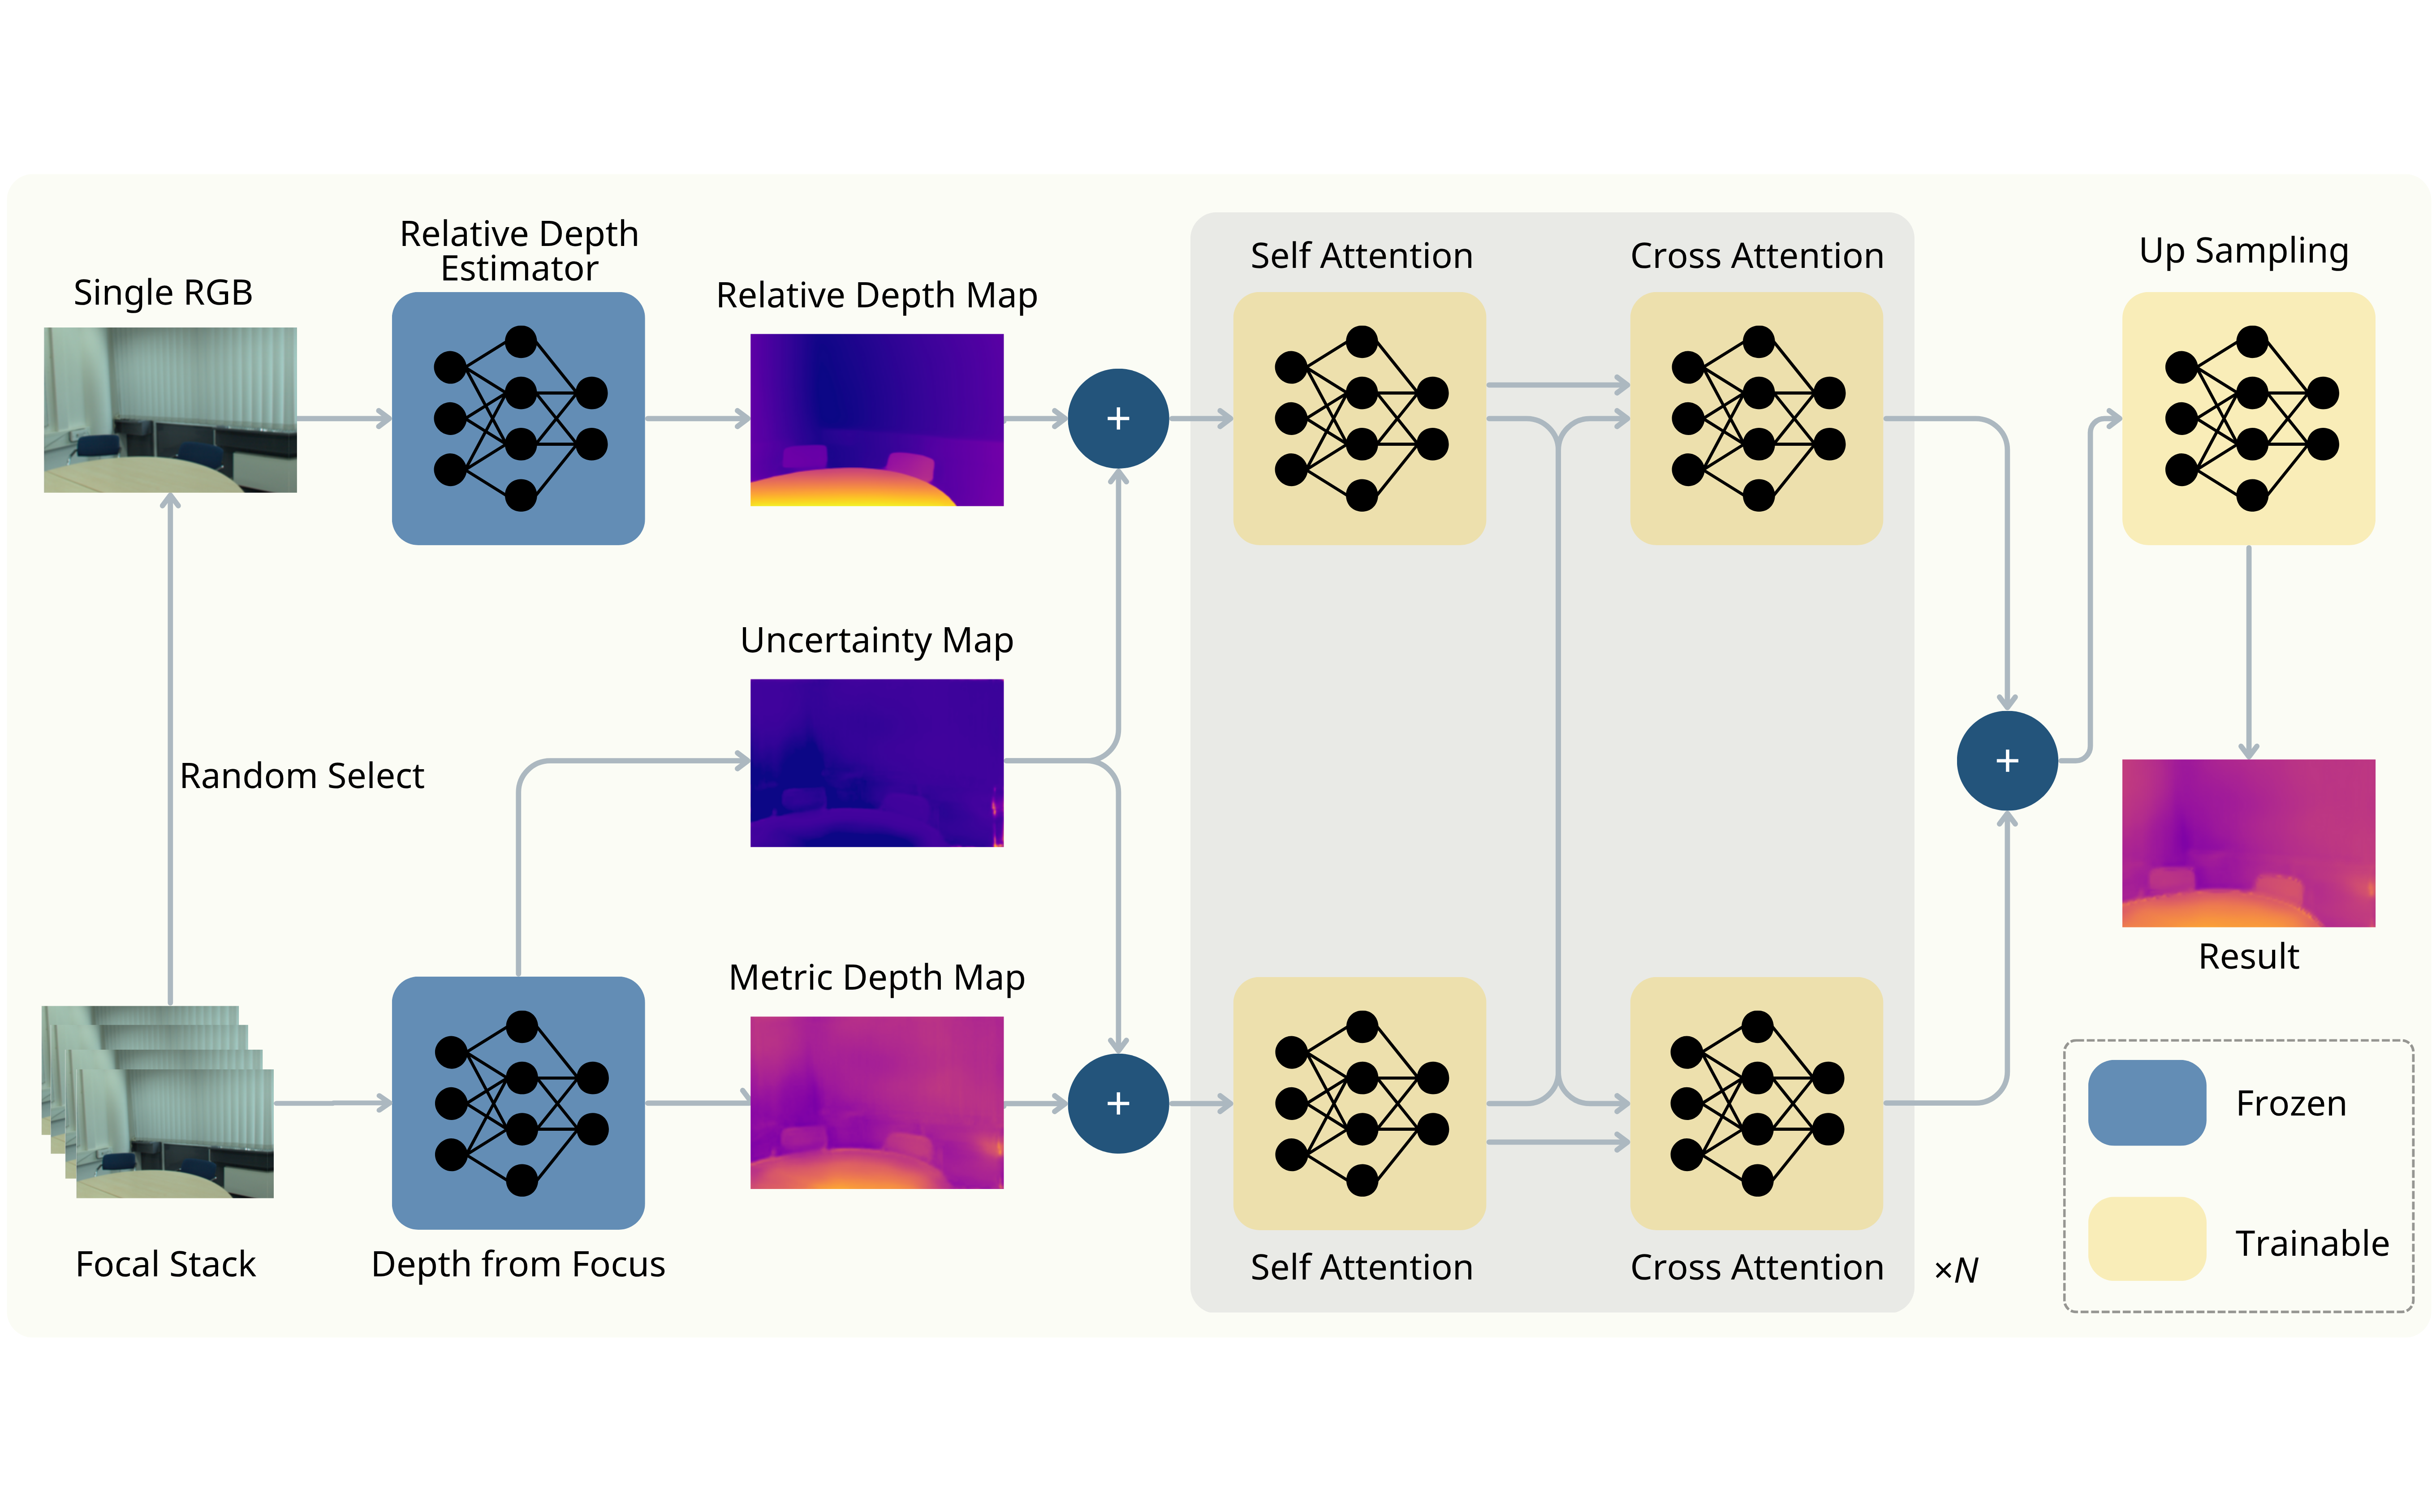 Single RGB
Relative Depth
Estimator
Relative Depth Map
+
Self Attention
Cross Attention
Up Sampling
Random Select
Uncertainty Map
+
Result
Focal Stack
Depth from Focus
Metric Depth Map
+
Self Attention
Cross Attention
×N
Frozen
Trainable